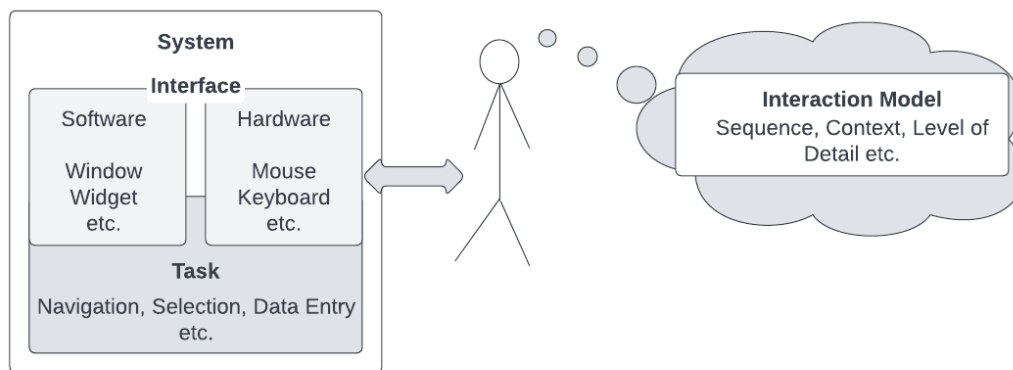 System
Interface
Software
Window
Widget
etc.
Hardware
Mouse
Keyboard
etc.
Task
Navigation, Selection, Data Entry
etc.
Interaction Model
Sequence, Context, Level of
Detail etc.